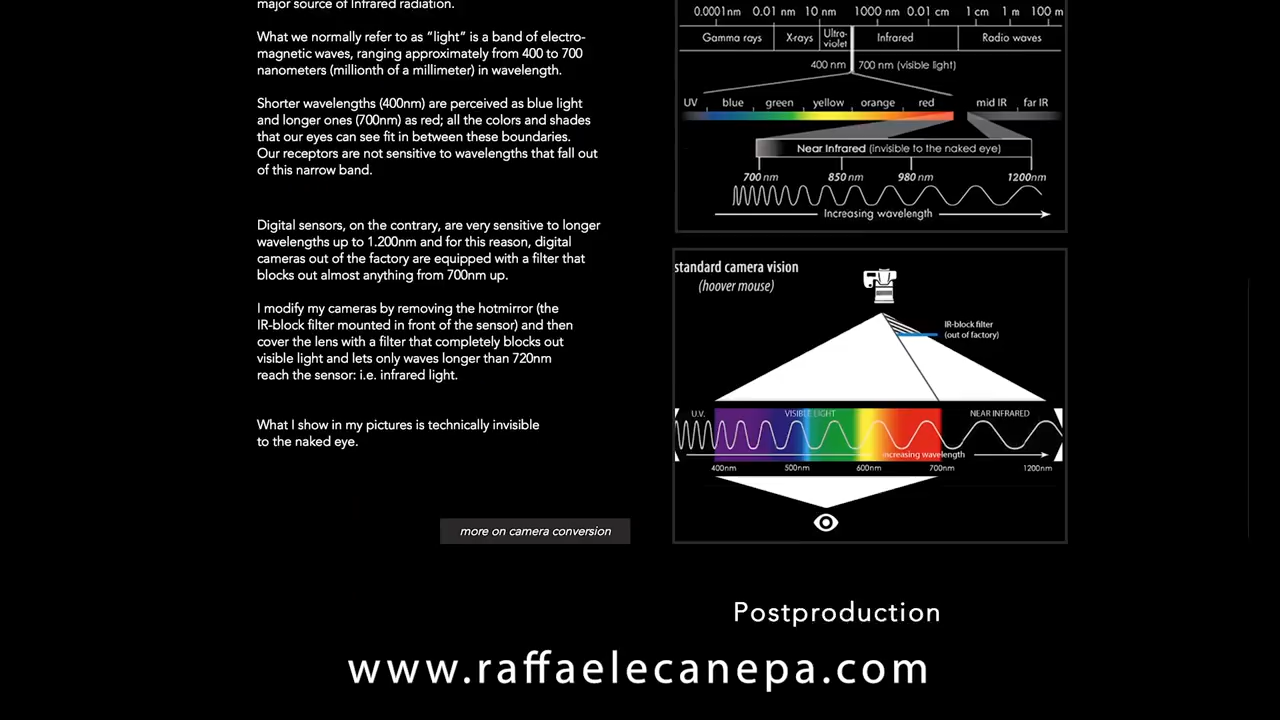 major source of Infrared radiation.
What we normally refer to as “light” is a band of electro-
magnetic waves, ranging approximately from 400 to 700
nanometers (millionth of a millimeter) in wavelength.
Shorter wavelengths (400nm) are perceived as blue light
and longer ones (700nm) as red; all the colors and shades
that our eyes can see fit in between these boundaries.
Our receptors are not sensitive to wavelengths that fall out
of this narrow band.
Digital sensors, on the contrary, are very sensitive to longer
wavelengths up to 1.200nm and for this reason, digital
cameras out of the factory are equipped with a filter that
blocks out almost anything from 700nm up.
I modify my cameras by removing the hotmirror (the
IR-block filter mounted in front of the sensor) and then
cover the lens with a filter that completely blocks out
visible light and lets only waves longer than 720nm
reach the sensor: i.e. infrared light.
What I show in my pictures is technically invisible
to the naked eye.
more on camera conversion
0.0001nm 0.01 nm 10 nm 1000 nm 0.01 cm 1 cm 1 m 100 m
Gamma rays X-rays Ultra-
violet Infrared Radio waves
400 nm 700 nm (visible light)
UV blue green yellow orange red mid IR far IR
Near Infrared (invisible to the naked eye)
700 nm 850 nm 980 nm 1200nm
Increasing wavelength
standard camera vision
(hoover mouse)
IR-block filter
(out of factory)
U.V. VISIBLE LIGHT NEAR INFRARED
increasing wavelength
400nm 500nm 600nm 700nm 1200nm
Postproduction
www.raffaelecanepa.com